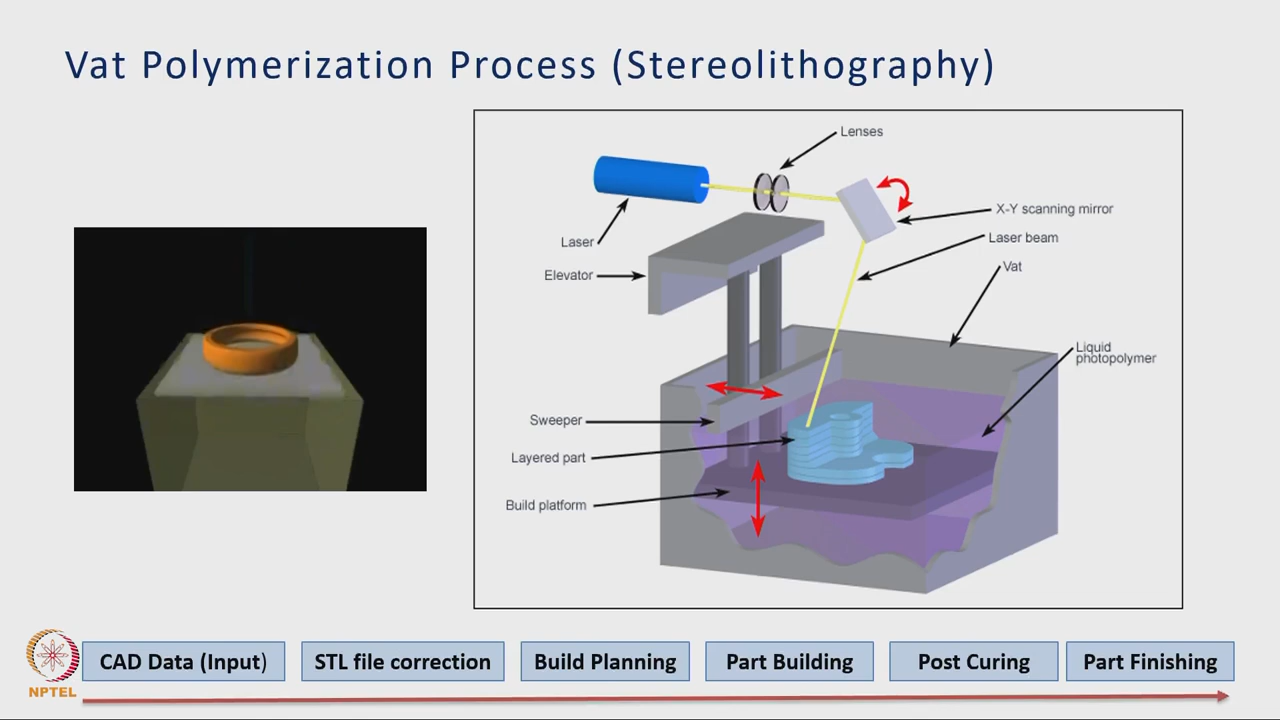 Vat Polymerization Process (Stereolithography)
Lenses
X-Y scanning mirror
Laser
Laser beam
Elevator
Vat
Liquid
photopolymer
Sweeper
Layered part
Build platform
CAD Data (Input)
STL file correction
Build Planning
Part Building
Post Curing
Part Finishing
NPTEL